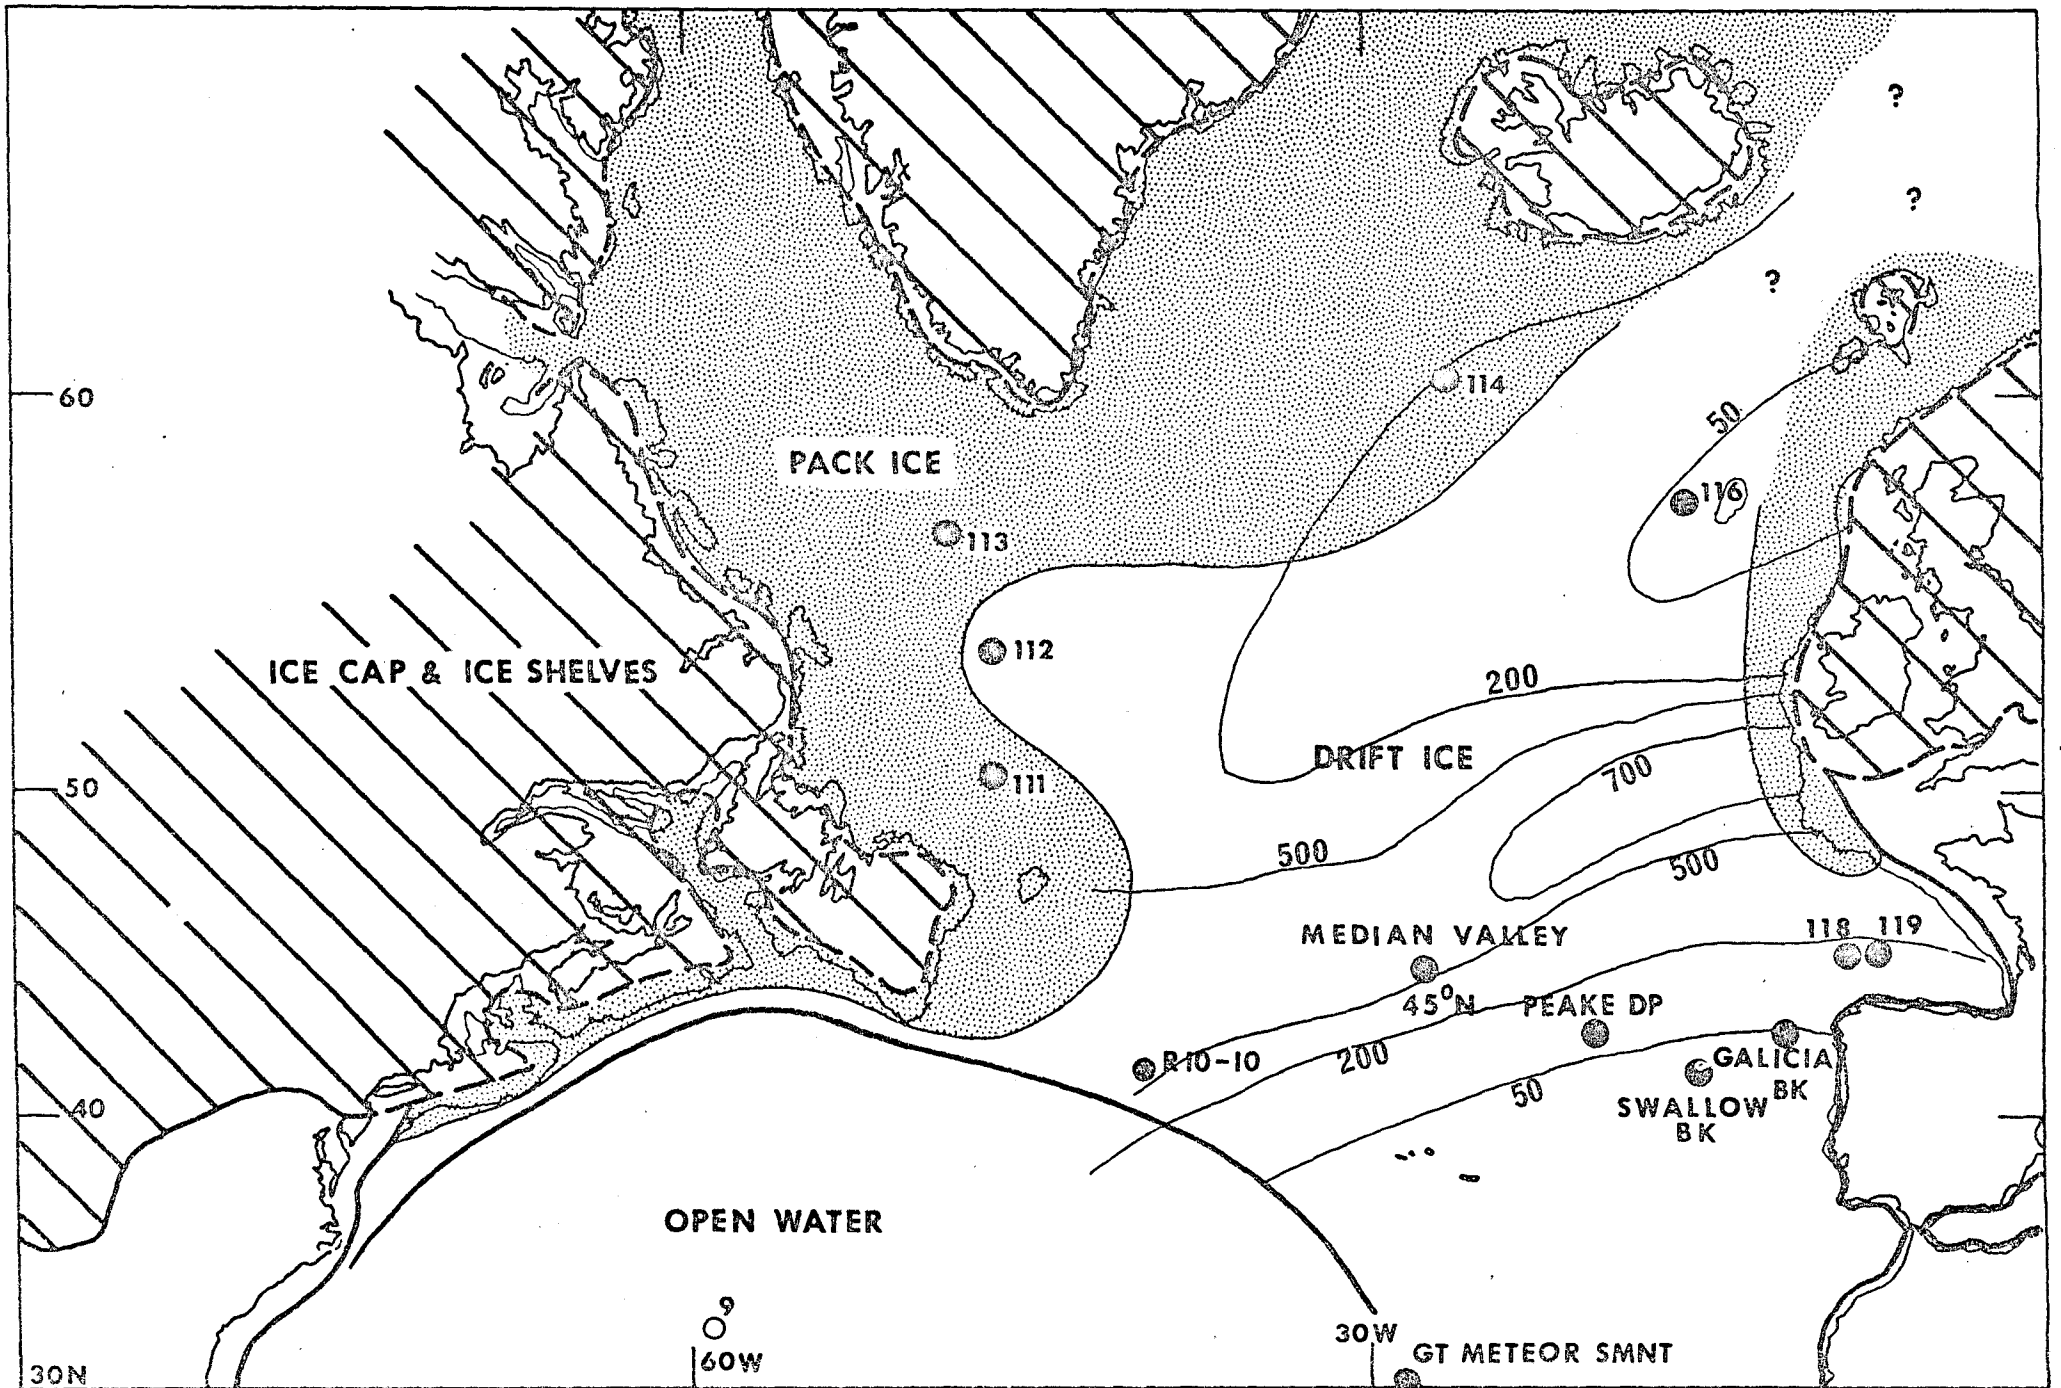 ?
?
?
60
114
50
PACK ICE
116
113
112
ICE CAP & ICE SHELVES
200
DRIFT ICE
111
700
50
500
500
MEDIAN VALLEY
118 119
45°N
PEAKE DP
R10-10
200
GALICIA
BK
50
40
SWALLOW
BK
OPEN WATER
9
30W
60W
GT METEOR SMNT
30N